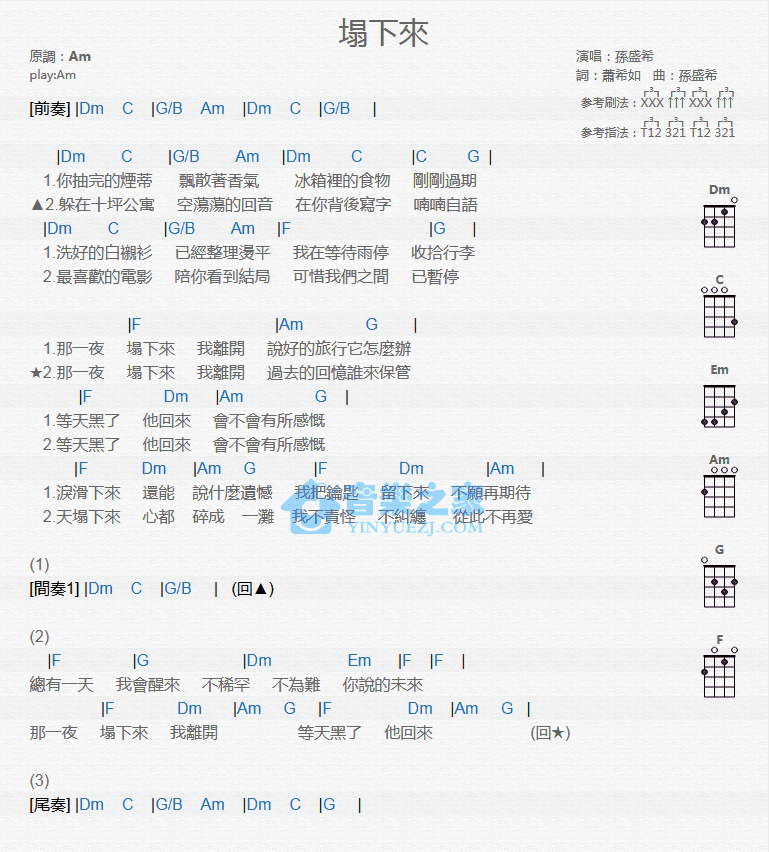 塌下來
原調：Am
play:Am
演唱：孫盛希
詞：蕭希如 曲：孫盛希
參考刷法：XXX ↑↑↑ XXX ↑↑↑
參考指法：T12 321 T12 321
[前奏] |Dm C |G/B Am |Dm C |G/B |
|Dm C |G/B Am |Dm C |C G |
1.你抽完的煙蒂 飄散著香氣 冰箱裡的食物 剛剛過期
▲2.躲在十坪公寓 空蕩蕩的回音 在你背後寫字 喃喃自語
|Dm C |G/B Am |F |G |
1.洗好的白襯衫 已經整理燙平 我在等待雨停 收拾行李
2.最喜歡的電影 陪你看到結局 可惜我們之間 已暫停
|F |Am G |
1.那一夜 塌下來 我離開 說好的旅行它怎麼辦
★2.那一夜 塌下來 我離開 過去的回憶誰來保管
|F Dm |Am G |
1.等天黑了 他回來 會不會有所感慨
2.等天黑了 他回來 會不會有所感慨
|F Dm |Am G |F Dm |Am |
1.淚滑下來 還能 說什麼遺憾 我把鑰匙 留下來 不願再期待
2.天塌下來 心都 碎成 一灘 我不責怪 不糾纏 從此不再愛
音樂之家
YINYUEZJ.COM
(1)
[間奏1] |Dm C |G/B | (回▲)
(2)
|F |G |Dm Em |F |F |
總有一天 我會醒來 不稀罕 不為難 你說的未來
|F Dm |Am G |F Dm |Am G |
那一夜 塌下來 我離開 等天黑了 他回來 (回★)
(3)
[尾奏] |Dm C |G/B Am |Dm C |G |
Dm
C
Em
Am
G
F